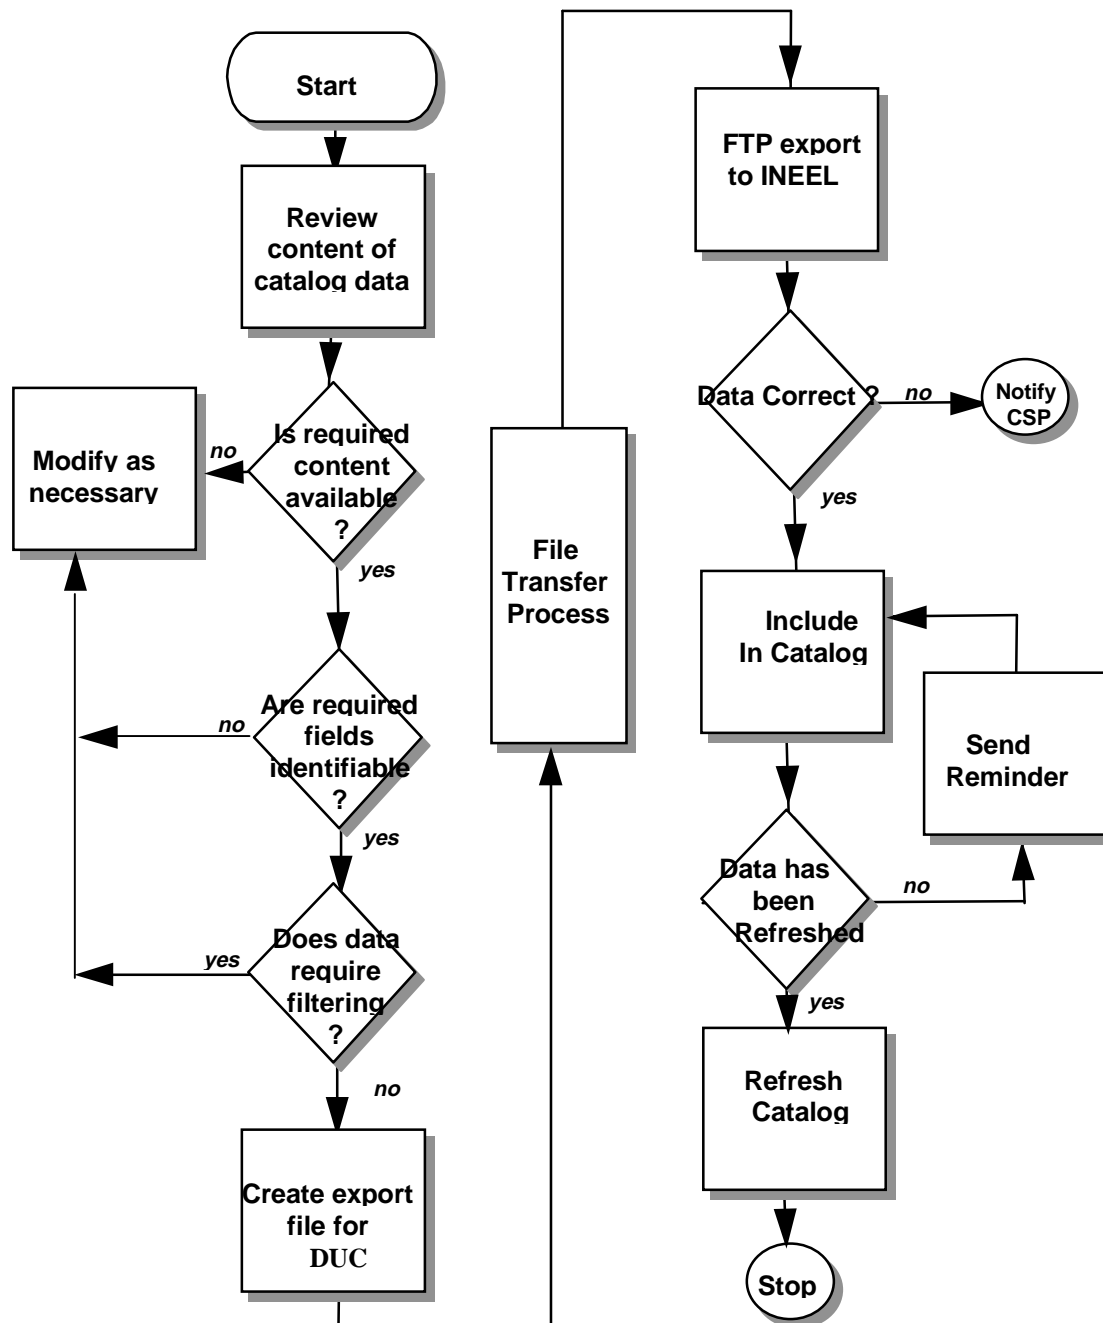 Start
Review
content of
catalog data
Is required
content
available
?
no
Modify as
necessary
yes
Are required
fields
identifiable
?
no
yes
Does data
require
filtering
?
yes
no
Create export
file for
DUC
File
Transfer
Process
FTP export
to INEEL
Data Correct ?
no
Notify
CSP
yes
Include
In Catalog
Send
Reminder
Data has
been
Refreshed
no
yes
Refresh
Catalog
Stop